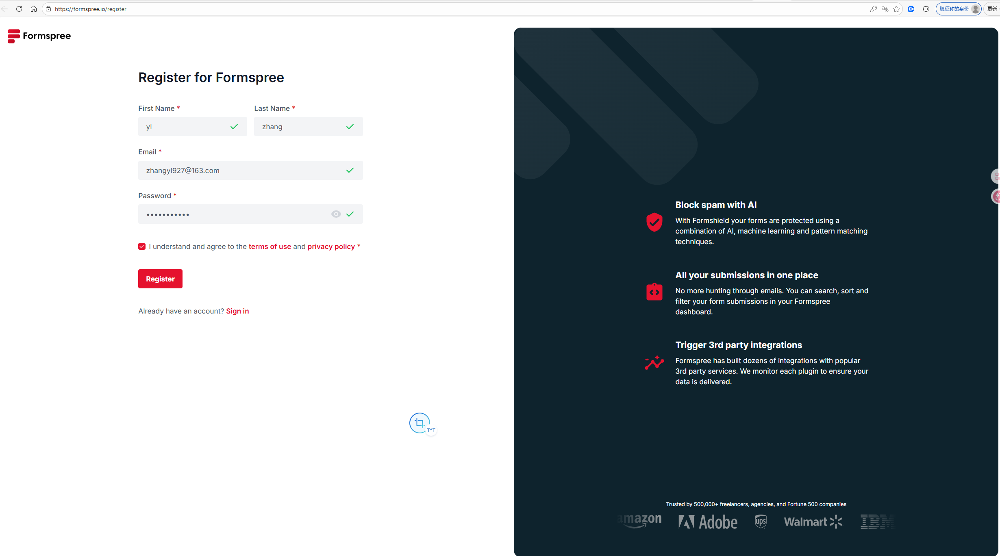 https://formspree.io/register
验证你的身份
更新
Formspree
Register for Formspree
First Name *
Last Name *
yl
zhang
Email *
zhangyl927@163.com
Password *
I understand and agree to the terms of use and privacy policy *
Register
Already have an account? Sign in
T^T
Block spam with AI
With Formshield your forms are protected using a
combination of AI, machine learning and pattern matching
techniques.
All your submissions in one place
No more hunting through emails. You can search, sort and
filter your form submissions in your Formspree
dashboard.
Trigger 3rd party integrations
Formspree has built dozens of integrations with popular
3rd party services. We monitor each plugin to ensure your
data is delivered.
Trusted by 500,000+ freelancers, agencies, and Fortune 500 companies
amazon Adobe ups Walmart IBM